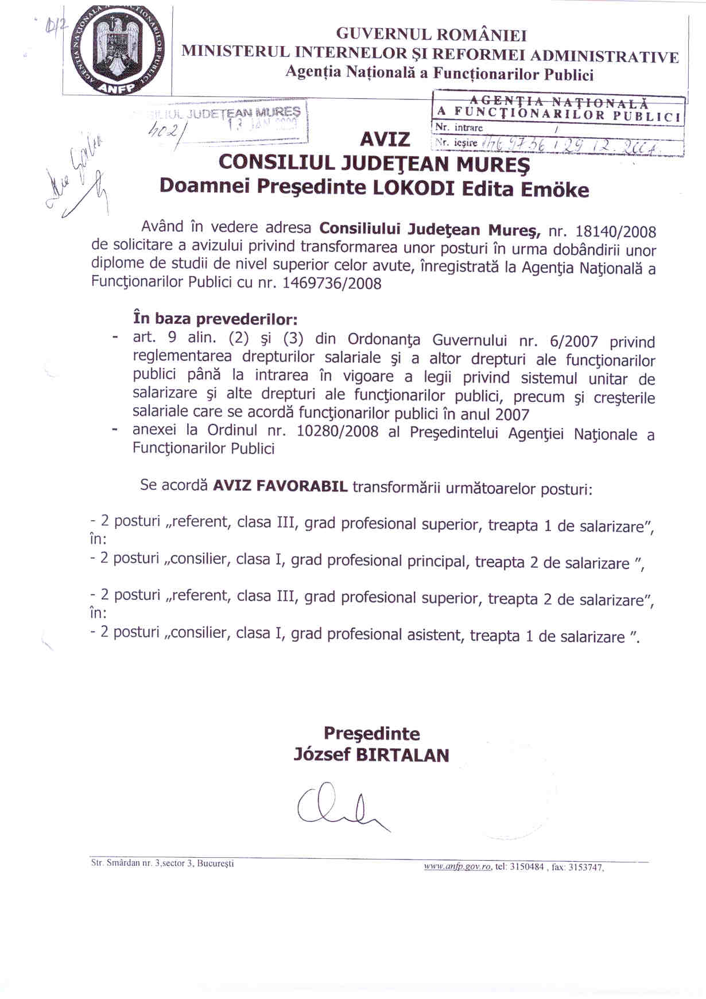 GUVERNUL ROMÂNIEI
MINISTERUL INTERNELOR ŞI REFORMEI ADMINISTRATIVE
Agenţia Naţională a Funcţionarilor Publici
ANFP
AGENŢIA NAŢIONALĂ
A FUNCŢIONARILOR PUBLICI
Nr. intrare /
Nr. ieşire 1469736 / 29.12.2008.
JUDEŢEAN MUREŞ
13 JAN 2009
402/
AVIZ
CONSILIUL JUDEŢEAN MUREŞ
Doamnei Preşedinte LOKODI Edita Emöke
Având în vedere adresa Consiliului Judeţean Mureş, nr. 18140/2008
de solicitare a avizului privind transformarea unor posturi în urma dobândirii unor
diplome de studii de nivel superior celor avute, înregistrată la Agenţia Naţională a
Funcţionarilor Publici cu nr. 1469736/2008
În baza prevederilor:
- art. 9 alin. (2) şi (3) din Ordonanţa Guvernului nr. 6/2007 privind
reglementarea drepturilor salariale şi a altor drepturi ale funcţionarilor
publici până la intrarea în vigoare a legii privind sistemul unitar de
salarizare şi alte drepturi ale funcţionarilor publici, precum şi creşterile
salariale care se acordă funcţionarilor publici în anul 2007
- anexei la Ordinul nr. 10280/2008 al Preşedintelui Agenţiei Naţionale a
Funcţionarilor Publici
Se acordă AVIZ FAVORABIL transformării următoarelor posturi:
- 2 posturi „referent, clasa III, grad profesional superior, treapta 1 de salarizare”,
în:
- 2 posturi „consilier, clasa I, grad profesional principal, treapta 2 de salarizare ”,
- 2 posturi „referent, clasa III, grad profesional superior, treapta 2 de salarizare”,
în:
- 2 posturi „consilier, clasa I, grad profesional asistent, treapta 1 de salarizare ”.
Preşedinte
József BIRTALAN
Str. Smârdan nr. 3,sector 3, Bucureşti
www.anfp.gov.ro, tel: 3150484 , fax: 3153747,